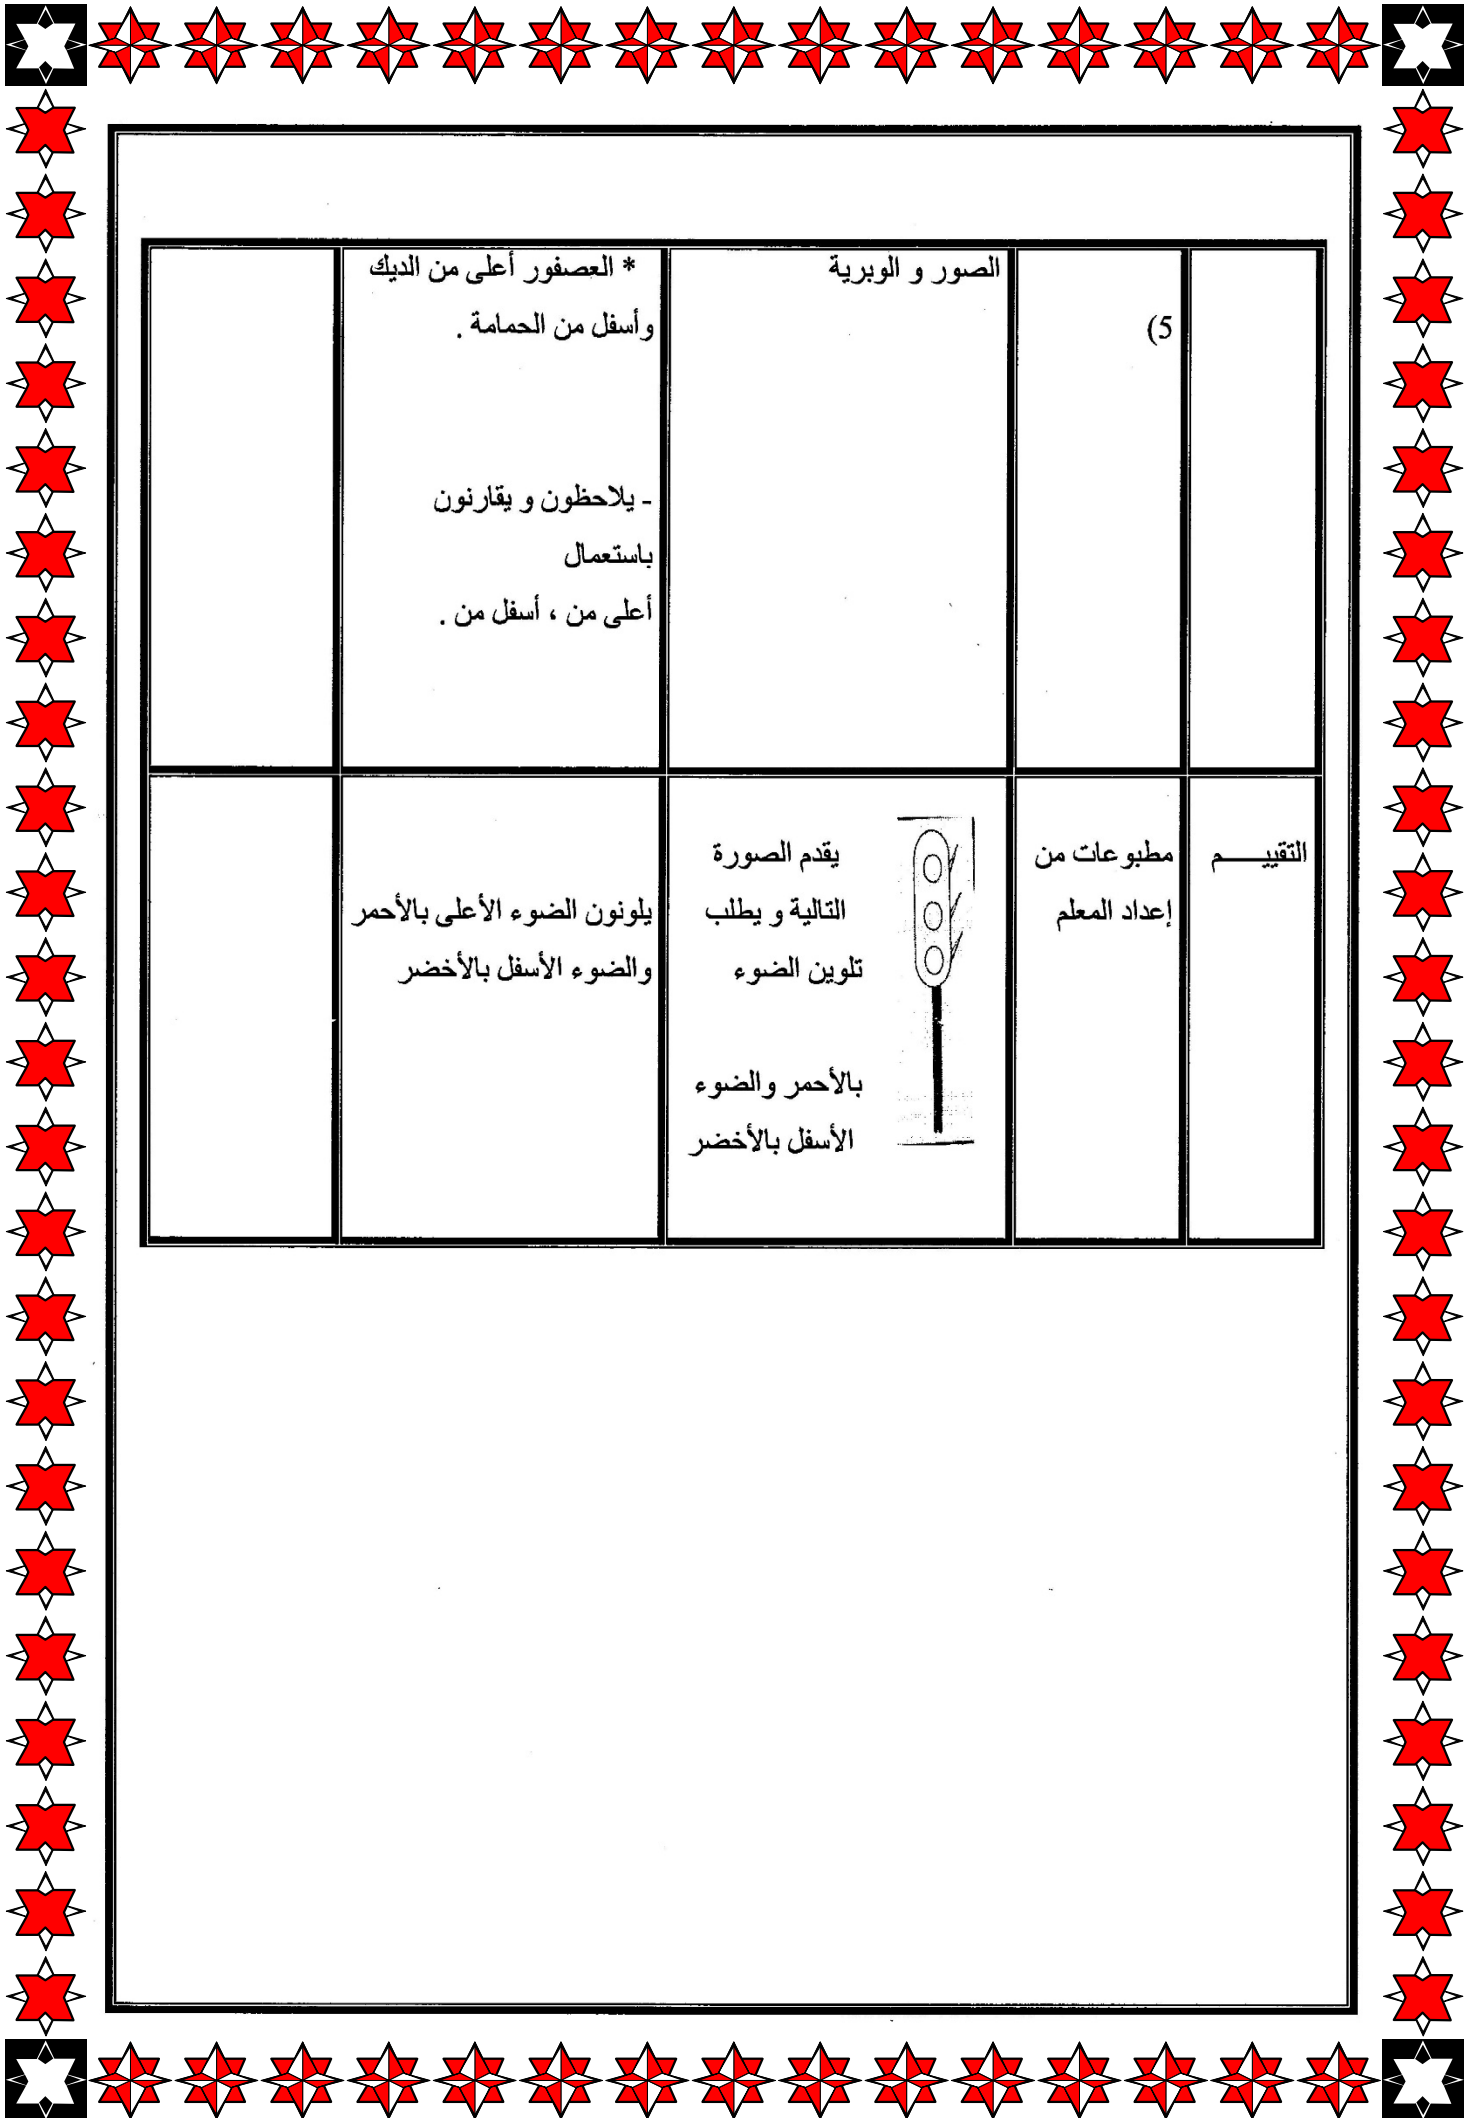 (5
الصور و الوبرية
* العصفور أعلى من الديك
وأسفل من الحمامة .
- يلاحظون و يقارنون
باستعمال
أعلى من ، أسفل من .
التقييــــــم
مطبوعات من
إعداد المعلم
يقدم الصورة
التالية و يطلب
تلوين الضوء
بالأحمر والضوء
الأسفل بالأخضر
يلونون الضوء الأعلى بالأحمر
والضوء الأسفل بالأخضر